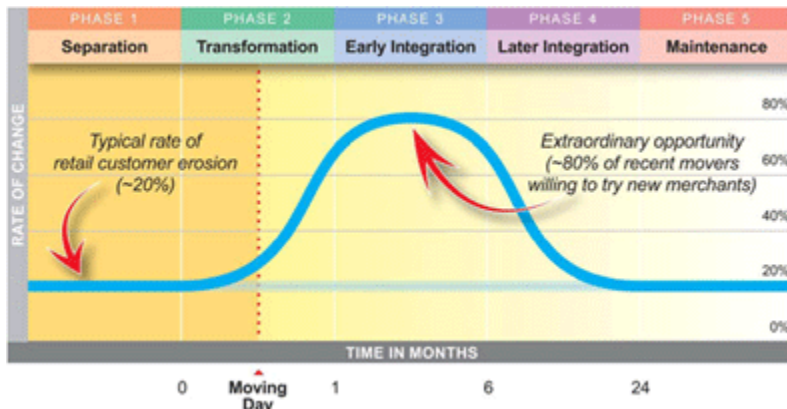 PHASE 1
PHASE 2
PHASE 3
PHASE 4
PHASE 5
Separation
Transformation
Early Integration
Later Integration
Maintenance
RATE OF CHANGE
Typical rate of
retail customer erosion
(~20%)
Extraordinary opportunity
(~80% of recent movers
willing to try new merchants)
80%
60%
40%
20%
0%
TIME IN MONTHS
0
Moving
Day
1
6
24